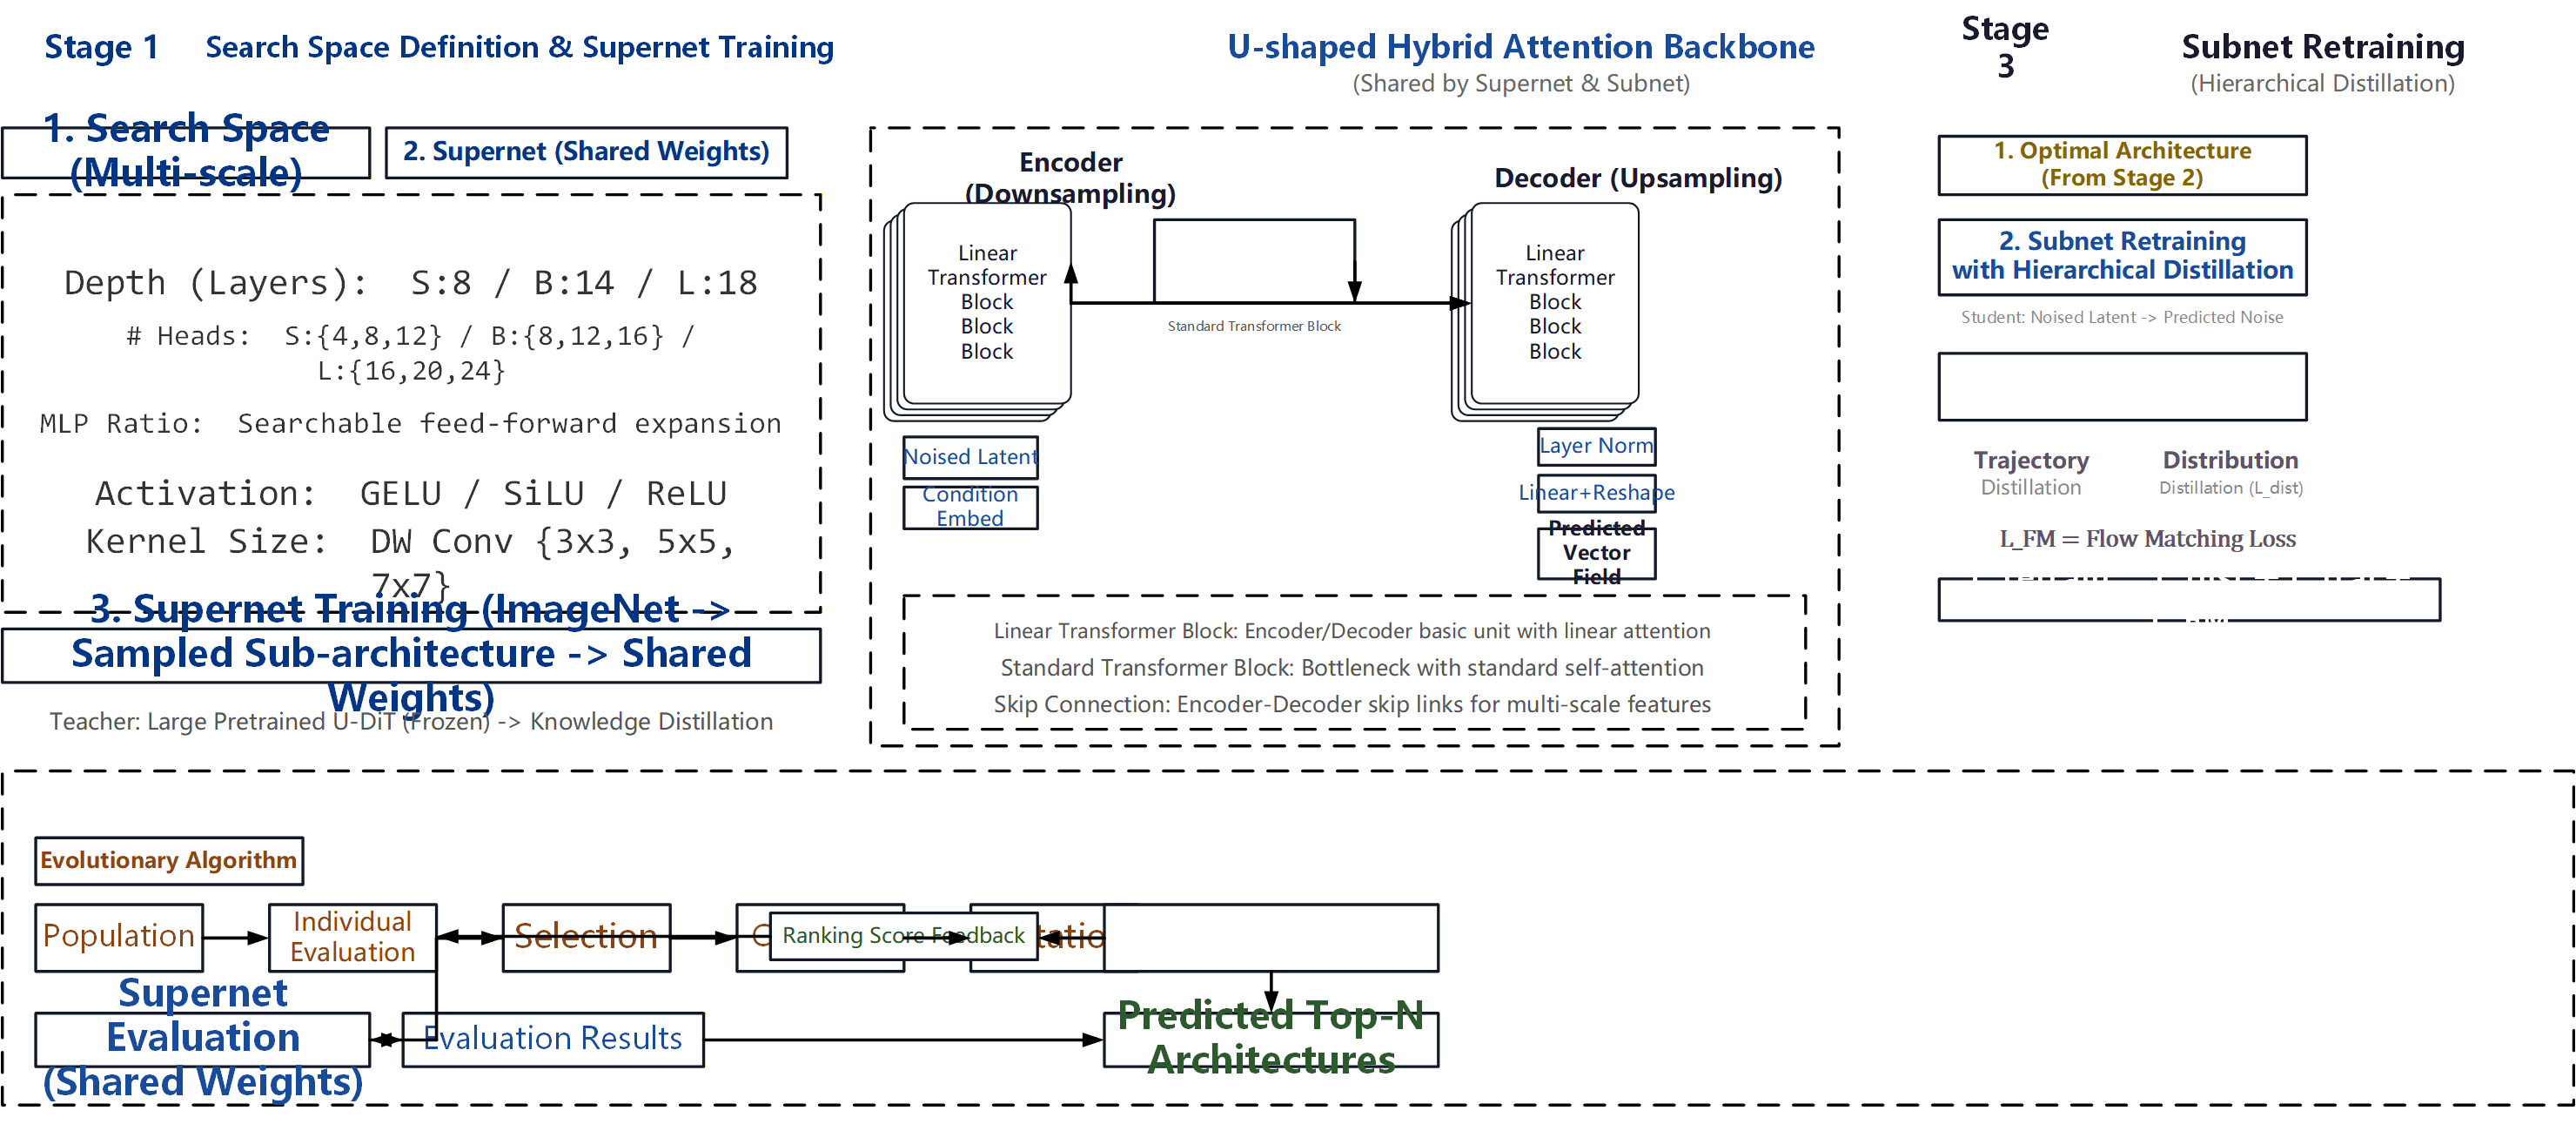 Stage 1
Search Space Definition & Supernet Training
1. Search Space
(Multi-scale)
2. Supernet (Shared Weights)
Depth (Layers): S:8 / B:14 / L:18
# Heads: S:{4,8,12} / B:{8,12,16} /
L:{16,20,24}
MLP Ratio: Searchable feed-forward expansion
Activation: GELU / SiLU / ReLU
Kernel Size: DW Conv {3x3, 5x5,
7x7}
3. Supernet Training (ImageNet ->
Sampled Sub-architecture -> Shared
Weights)
Teacher: Large Pretrained U-DiT (Frozen) -> Knowledge Distillation
U-shaped Hybrid Attention Backbone
(Shared by Supernet & Subnet)
Encoder
(Downsampling)
Decoder (Upsampling)
Linear
Transformer
Block
Block
Block
Standard Transformer Block
Linear
Transformer
Block
Block
Block
Noised Latent
Condition
Embed
Layer Norm
Linear+Reshape
Predicted
Vector
Field
Linear Transformer Block: Encoder/Decoder basic unit with linear attention
Standard Transformer Block: Bottleneck with standard self-attention
Skip Connection: Encoder-Decoder skip links for multi-scale features
Stage
3
Subnet Retraining
(Hierarchical Distillation)
1. Optimal Architecture
(From Stage 2)
2. Subnet Retraining
with Hierarchical Distillation
Student: Noised Latent -> Predicted Noise
Trajectory
Distillation
Distribution
Distillation (L_dist)
L_FM = Flow Matching Loss
Evolutionary Algorithm
Population
Individual
Evaluation
Selection
Ranking Score Feedback
Supernet
Evaluation
(Shared Weights)
Evaluation Results
Predicted Top-N
Architectures